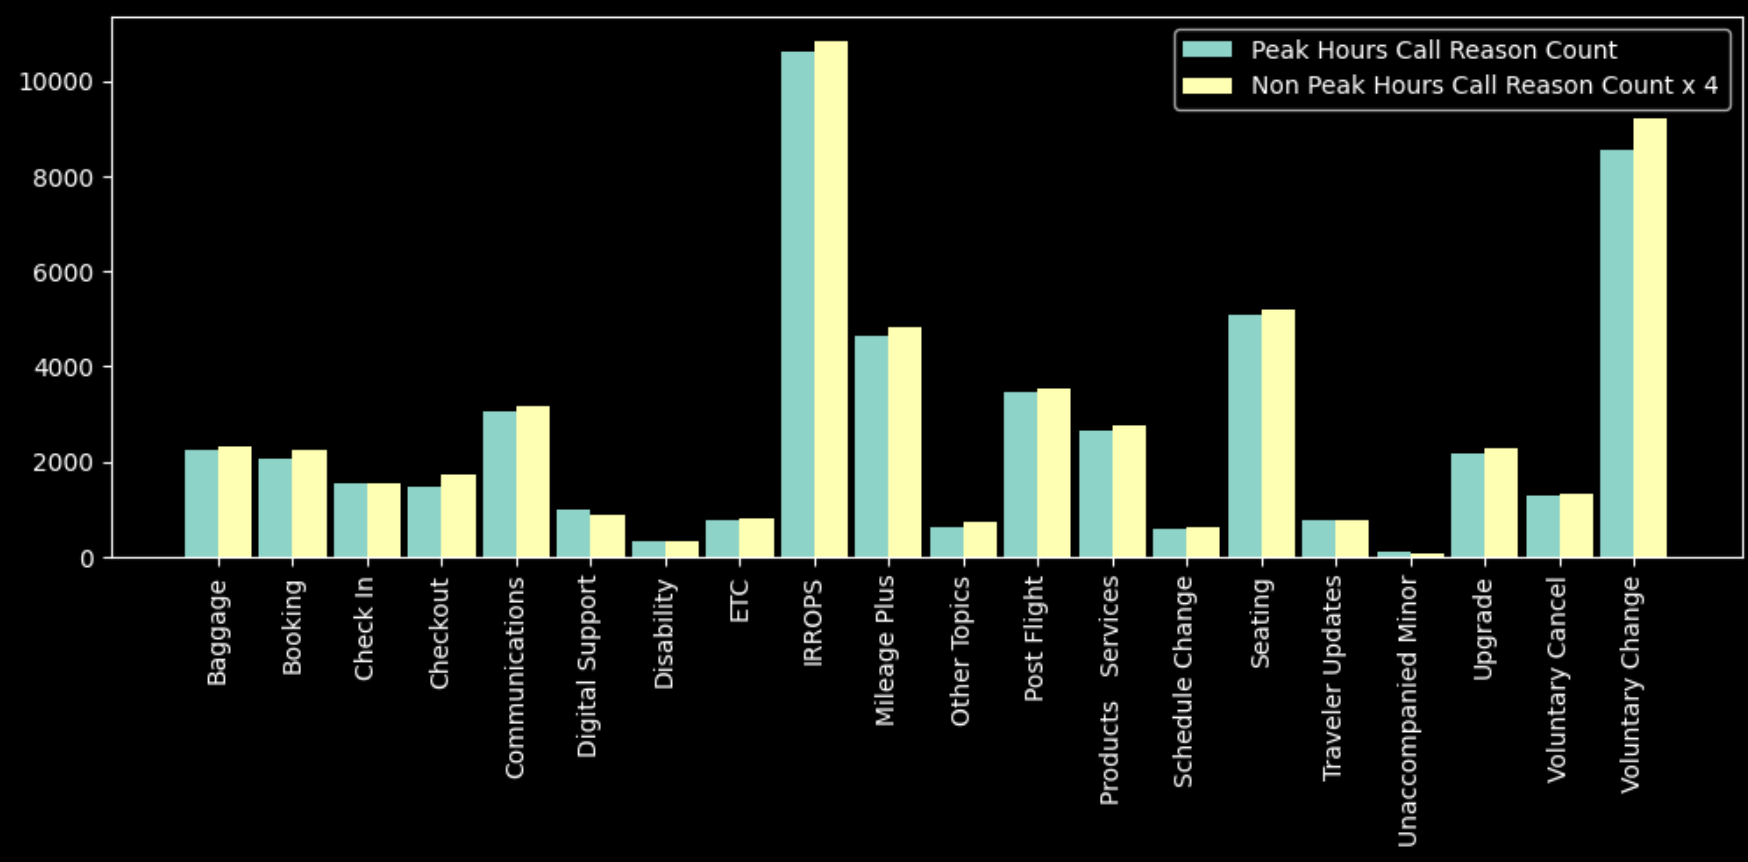 Peak Hours Call Reason Count
Non Peak Hours Call Reason Count x 4
10000
8000
6000
4000
2000
0
Baggage
Booking
Check In
Checkout
Communications
Digital Support
Disability
ETC
IRROPS
Mileage Plus
Other Topics
Post Flight
Products   Services
Schedule Change
Seating
Traveler Updates
Unaccompanied Minor
Upgrade
Voluntary Cancel
Voluntary Change